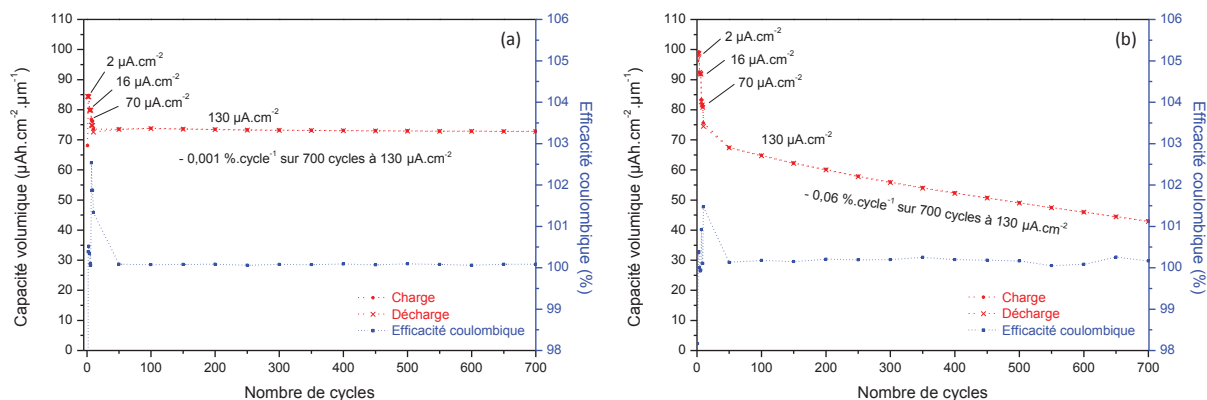 (a)
Capacité volumique (µAh.cm⁻².µm⁻¹)
110
100
90
80
70
60
50
40
30
20
10
0
2 µA.cm⁻²
16 µA.cm⁻²
70 µA.cm⁻²
130 µA.cm⁻²
- 0,001 %.cycle⁻¹ sur 700 cycles à 130 µA.cm⁻²
Charge
Décharge
Efficacité coulombique
106
105
104
103
102
101
100
99
98
Efficacité coulombique (%)
0 100 200 300 400 500 600 700
Nombre de cycles
(b)
Capacité volumique (µAh.cm⁻².µm⁻¹)
110
100
90
80
70
60
50
40
30
20
10
0
2 µA.cm⁻²
16 µA.cm⁻²
70 µA.cm⁻²
130 µA.cm⁻²
- 0,06 %.cycle⁻¹ sur 700 cycles à 130 µA.cm⁻²
Charge
Décharge
Efficacité coulombique
106
105
104
103
102
101
100
99
98
Efficacité coulombique (%)
0 100 200 300 400 500 600 700
Nombre de cycles